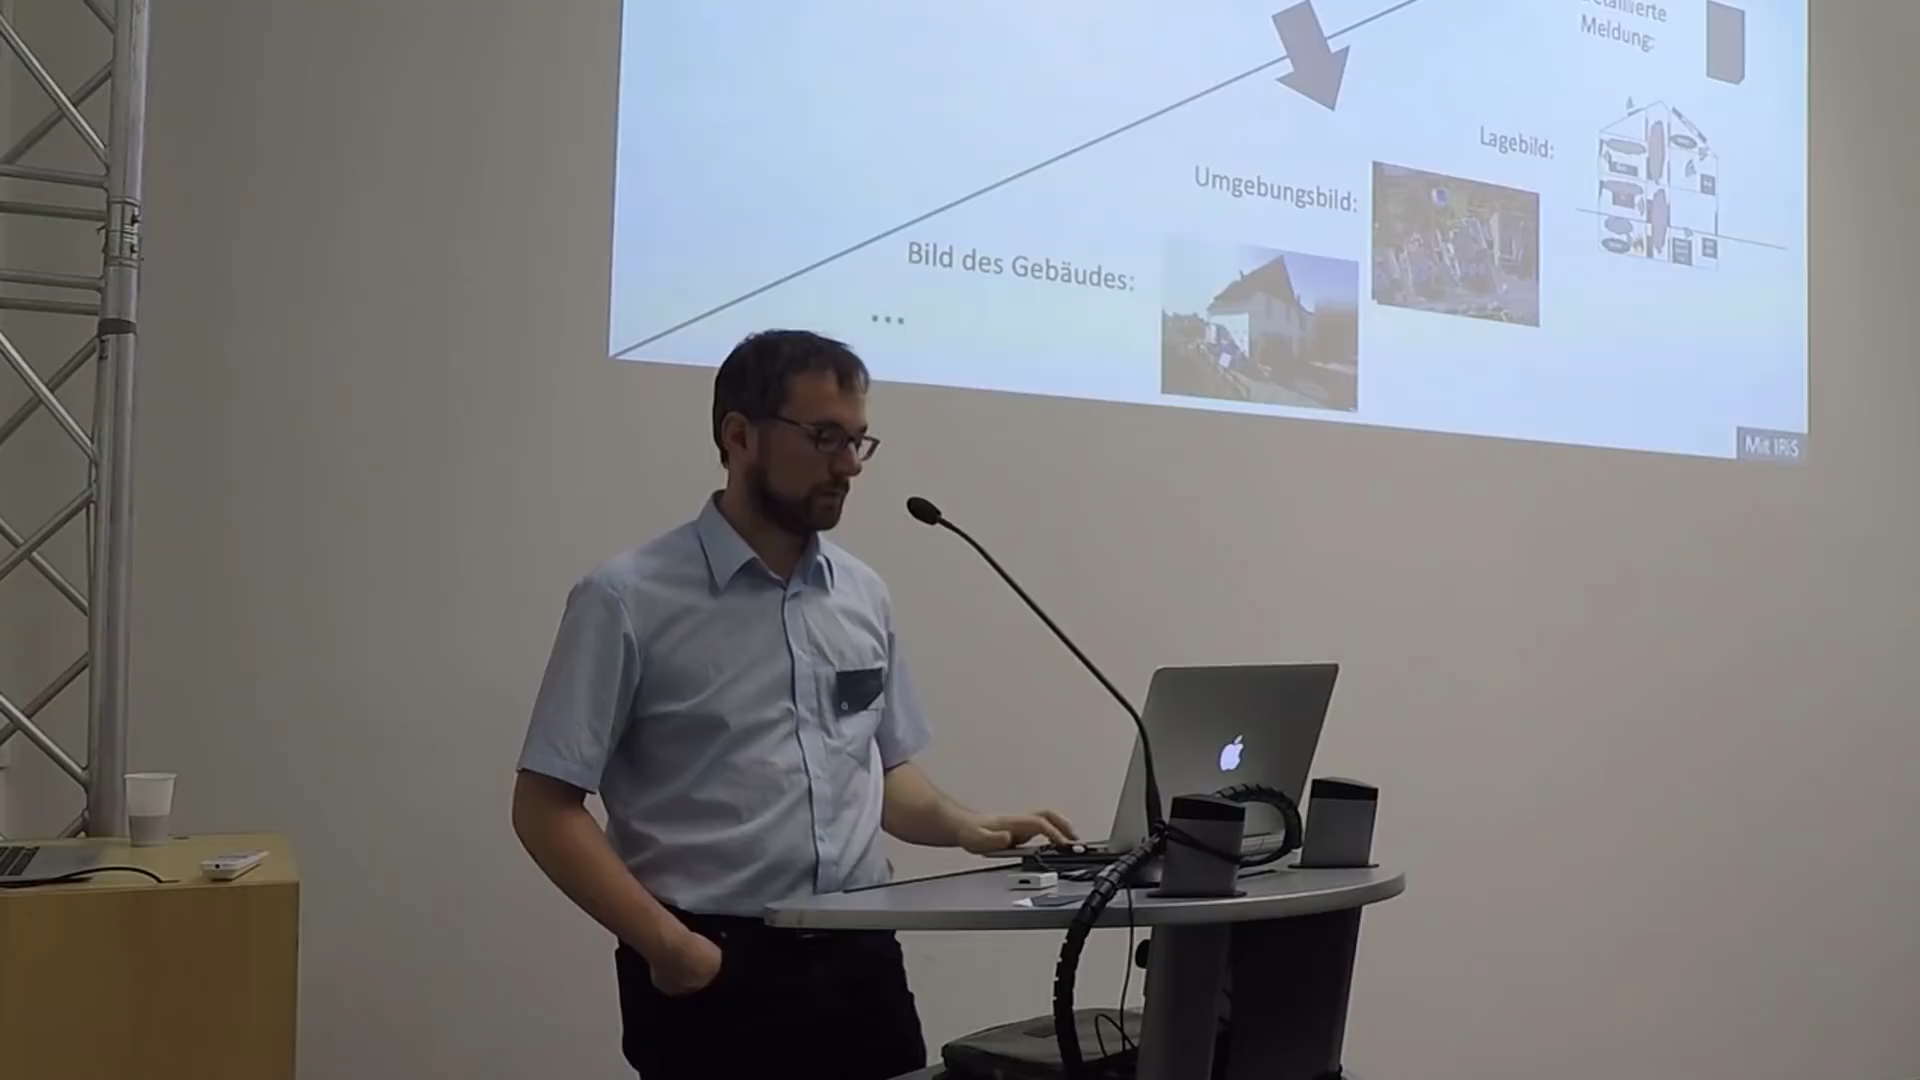 Meldung:
Lagebild:
Umgebungsbild:
Bild des Gebäudes:
...
Mit IRiS